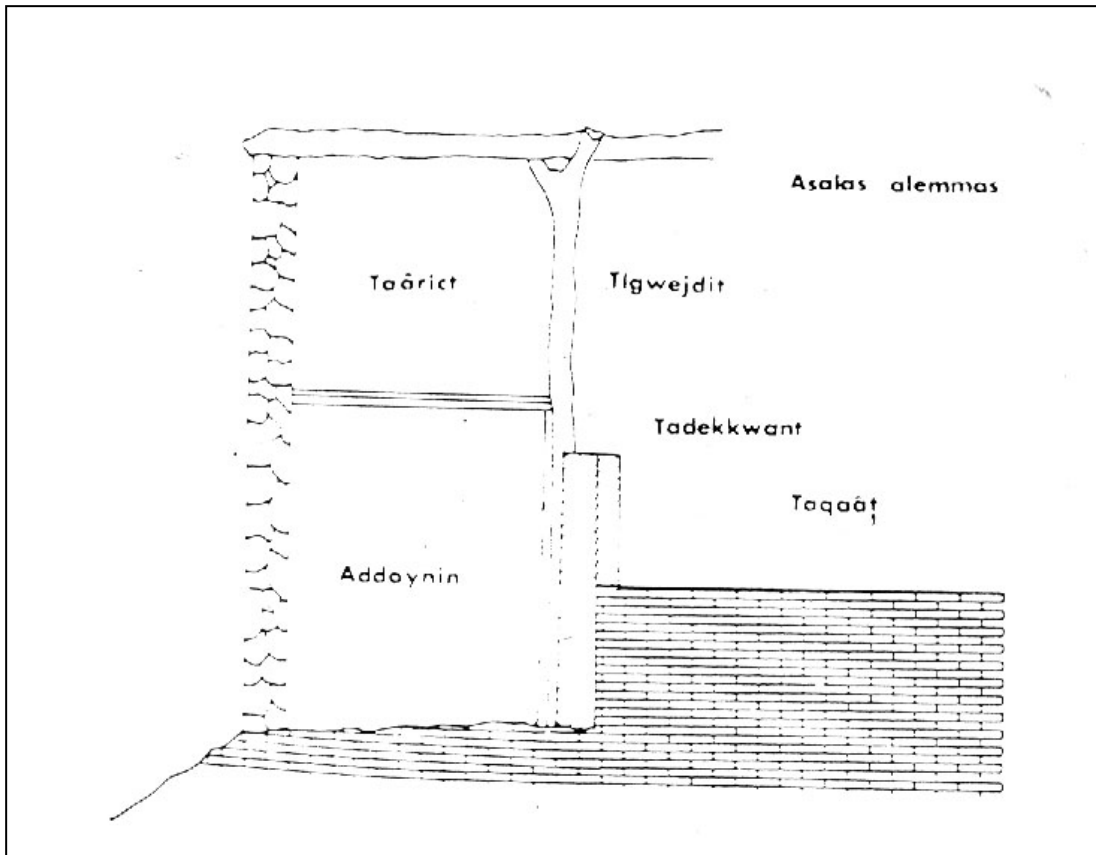 Asalas alemmas
Taârict
Tigwejdit
Tadekkwant
Taqaâţ
Addaynin